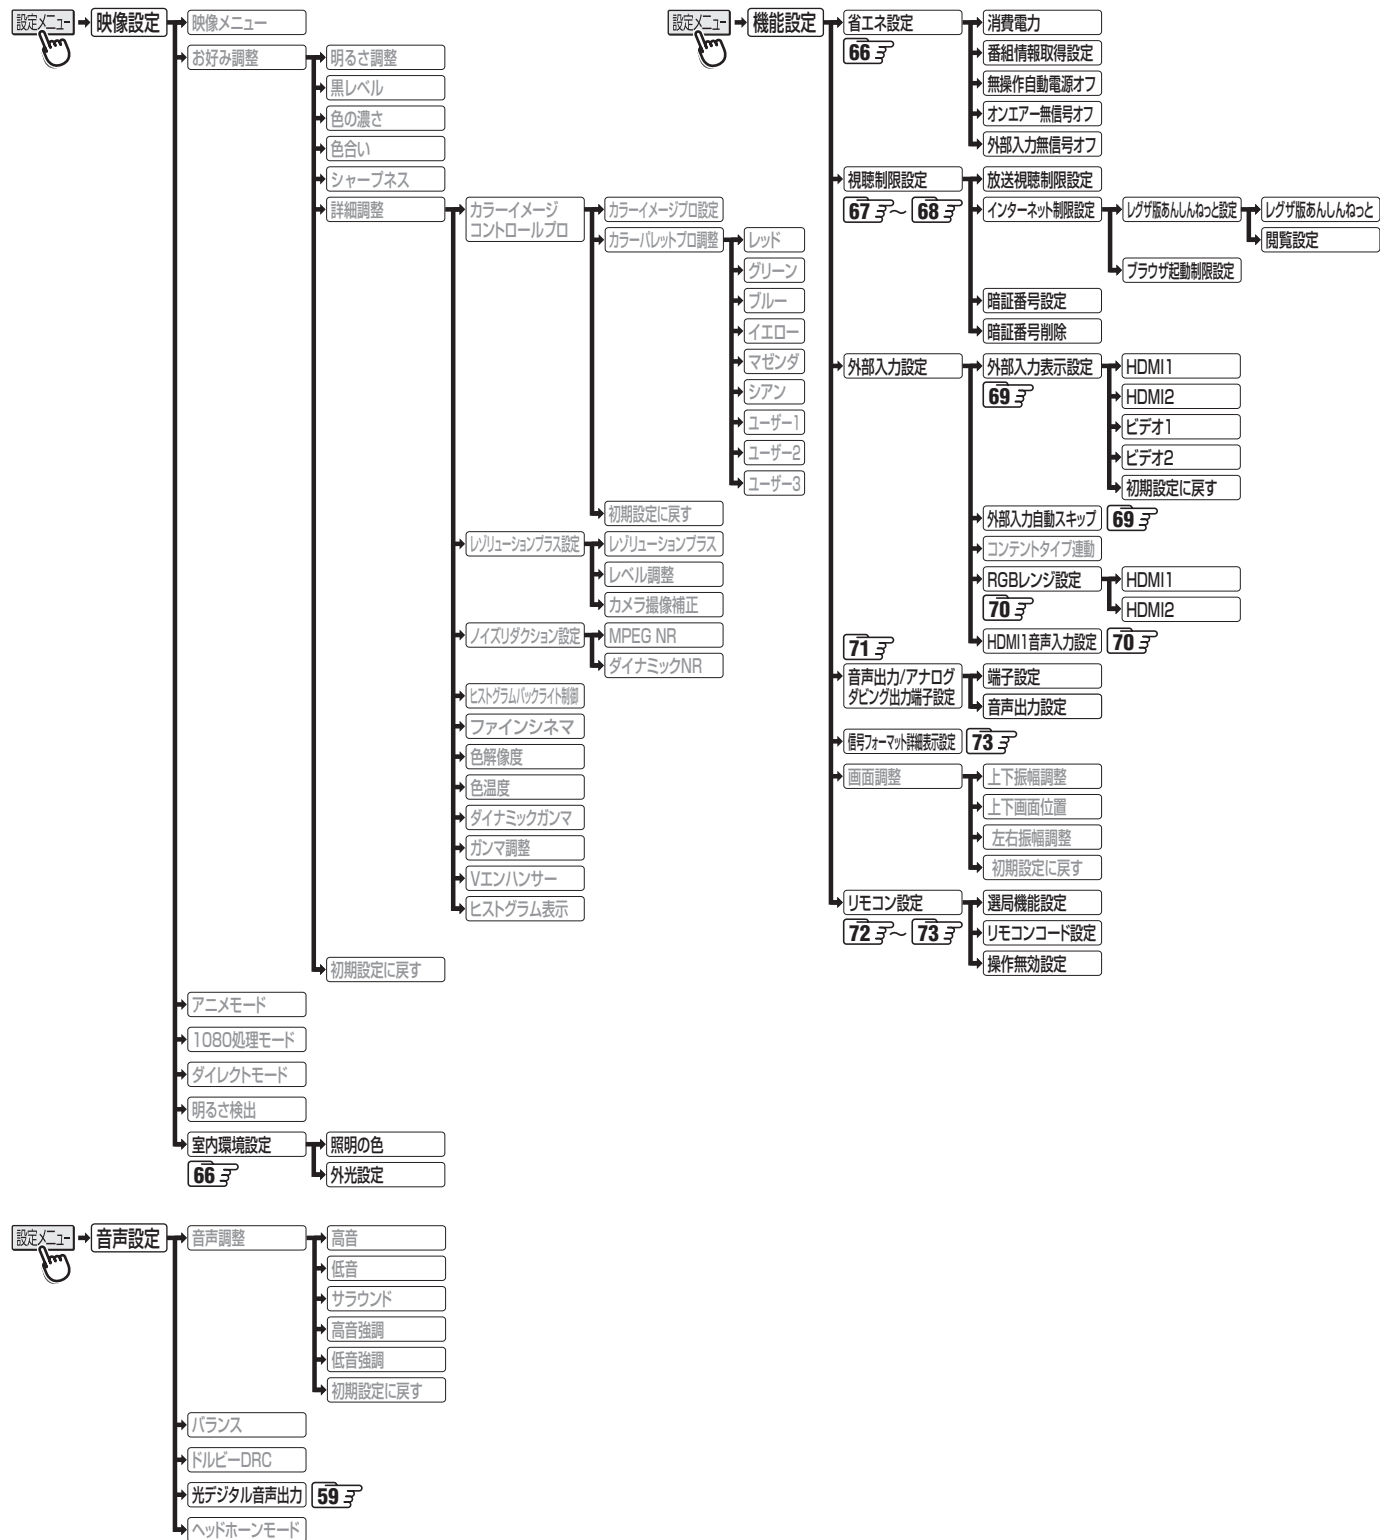 設定メニュー
映像設定
映像メニュー
お好み調整
明るさ調整
黒レベル
色の濃さ
色合い
シャープネス
詳細調整
カラーイメージ
コントロールプロ
カラーイメージプロ設定
カラーパレットプロ調整
レッド
グリーン
ブルー
イエロー
マゼンダ
シアン
ユーザー1
ユーザー2
ユーザー3
初期設定に戻す
レゾリューションプラス設定
レゾリューションプラス
レベル調整
カメラ撮像補正
ノイズリダクション設定
MPEG NR
ダイナミックNR
ヒストグラムバックライト制御
ファインシネマ
色解像度
色温度
ダイナミックガンマ
ガンマ調整
Vエンハンサー
ヒストグラム表示
初期設定に戻す
アニメモード
1080処理モード
ダイレクトモード
明るさ検出
室内環境設定
66
照明の色
外光設定
設定メニュー
音声設定
音声調整
高音
低音
サラウンド
高音強調
低音強調
初期設定に戻す
バランス
ドルビーDRC
光デジタル音声出力 59
ヘッドホーンモード
設定メニュー
機能設定
省エネ設定
66
消費電力
番組情報取得設定
無操作自動電源オフ
オンエアー無信号オフ
外部入力無信号オフ
視聴制限設定
67 ～ 68
放送視聴制限設定
インターネット制限設定
レグザ版あんしんねっと設定
レグザ版あんしんねっと
閲覧設定
ブラウザ起動制限設定
暗証番号設定
暗証番号削除
外部入力設定
外部入力表示設定
69
HDMI1
HDMI2
ビデオ1
ビデオ2
初期設定に戻す
外部入力自動スキップ 69
コンテントタイプ連動
RGBレンジ設定
70
HDMI1
HDMI2
HDMI1音声入力設定 70
71
音声出力/アナログ
ダビング出力端子設定
端子設定
音声出力設定
信号フォーマット詳細表示設定 73
画面調整
上下振幅調整
上下画面位置
左右振幅調整
初期設定に戻す
リモコン設定
72 ～ 73
選局機能設定
リモコンコード設定
操作無効設定